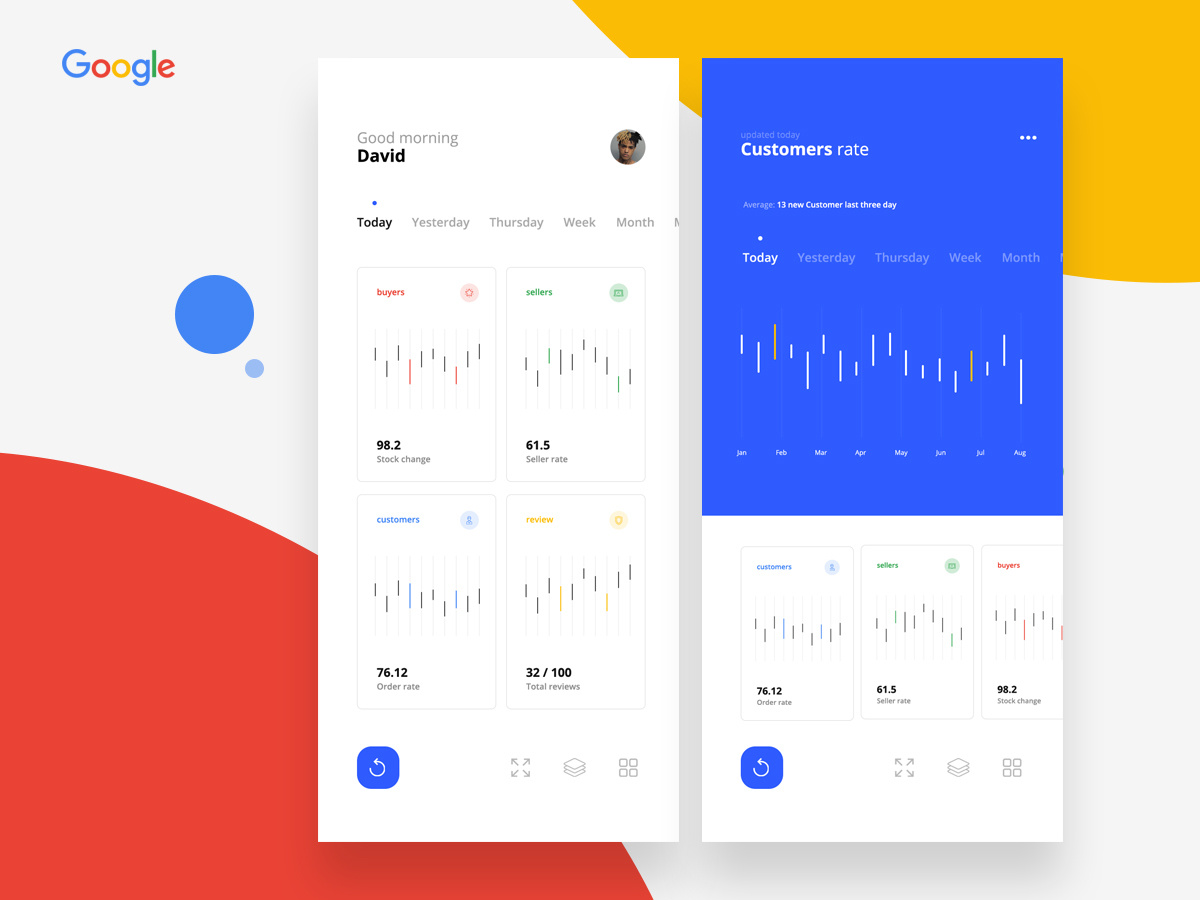 Google
Good morning
David
Today Yesterday Thursday Week Month
buyers
98.2
Stock change
sellers
61.5
Seller rate
customers
76.12
Order rate
review
32 / 100
Total reviews
updated today
Customers rate
Average: 13 new Customer last three day
Today Yesterday Thursday Week Month
Jan Feb Mar Apr May Jun Jul Aug
customers
76.12
Order rate
sellers
61.5
Seller rate
buyers
98.2
Stock change